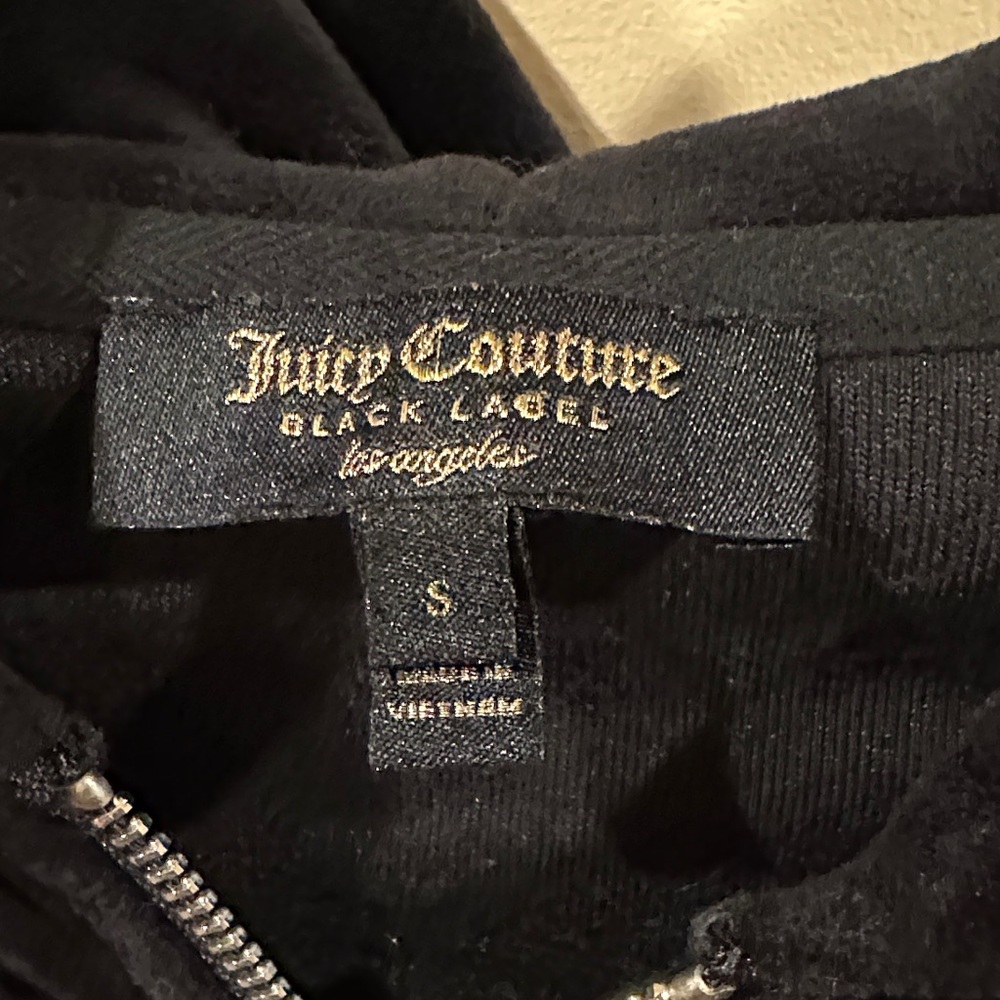 Juicy Couture
BLACK LABEL
los angeles
S
MADE IN
VIETNAM